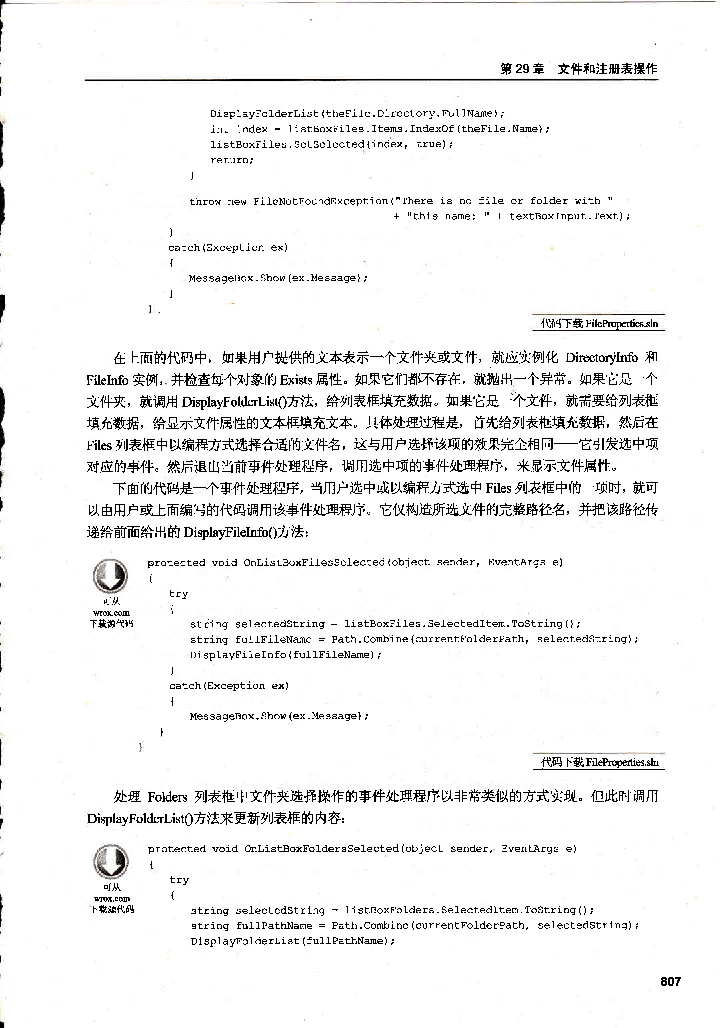 第 29 章 文件和注册表操作
DisplayFolderList(theFile.Directory.FullName);
int index = listBoxFiles.Items.IndexOf(theFile.Name);
listBoxFiles.SetSelected(index, true);
return;
}
throw new FileNotFoundException("There is no file or folder with "
+ "this name: " + textBoxInput.Text);
}
catch(Exception ex)
{
MessageBox.Show(ex.Message);
}
}
代码下载 FileProperties.sln
在上面的代码中，如果用户提供的文本表示一个文件夹或文件，就应实例化 DirectoryInfo 和
FileInfo 实例，并检查每个对象的 Exists 属性。如果它们都不存在，就抛出一个异常。如果它是一个
文件夹，就调用 DisplayFolderList()方法，给列表框填充数据。如果它是一个文件，就需要给列表框
填充数据，给显示文件属性的文本框填充文本。具体处理过程是，首先给列表框填充数据，然后在
Files 列表框中以编程方式选择合适的文件名，这与用户选择该项的效果完全相同——它引发选中项
对应的事件。然后退出当前事件处理程序，调用选中项的事件处理程序，来显示文件属性。
下面的代码是一个事件处理程序，当用户选中或以编程方式选中 Files 列表框中的一项时，就可
以由用户或上面编写的代码调用该事件处理程序。它仅构造所选文件的完整路径名，并把该路径传
递给前面给出的 DisplayFileInfo()方法：
protected void OnListBoxFilesSelected(object sender, EventArgs e)
{
try
可从
{
wrox.com
下载源代码
string selectedString = listBoxFiles.SelectedItem.ToString();
string fullFileName = Path.Combine(currentFolderPath, selectedString);
DisplayFileInfo(fullFileName);
}
catch(Exception ex)
{
MessageBox.Show(ex.Message);
}
}
代码下载 FileProperties.sln
处理 Folders 列表框中文件夹选择操作的事件处理程序以非常类似的方式实现。但此时调用
DisplayFolderList()方法来更新列表框的内容：
protected void OnListBoxFoldersSelected(object sender, EventArgs e)
{
try
可从
{
wrox.com
下载源代码
string selectedString = listBoxFolders.SelectedItem.ToString();
string fullPathName = Path.Combine(currentFolderPath, selectedString);
DisplayFolderList(fullPathName);
807